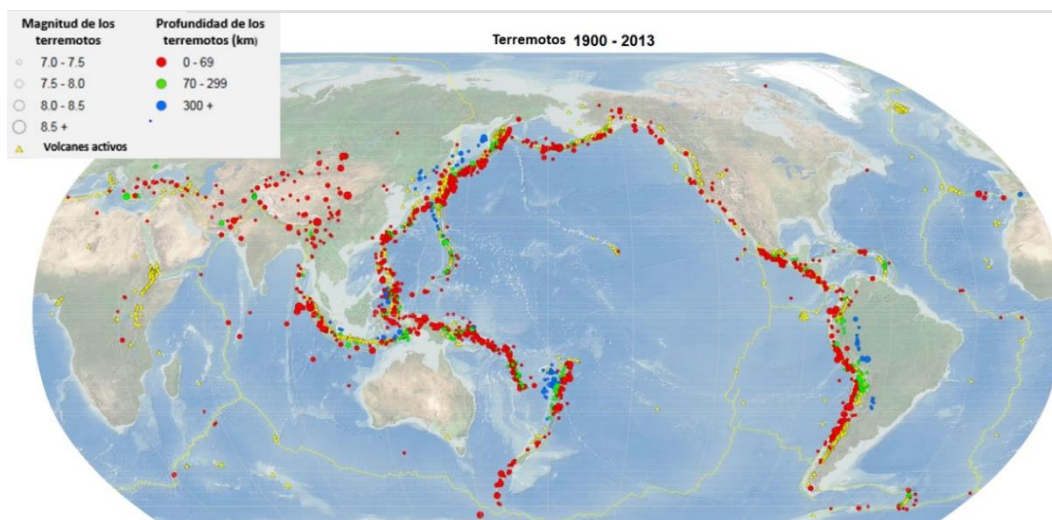 Magnitud de los
terremotos
7.0 - 7.5
7.5 - 8.0
8.0 - 8.5
8.5 +
Volcanes activos
Profundidad de los
terremotos (km)
0 - 69
70 - 299
300 +
Terremotos 1900 - 2013